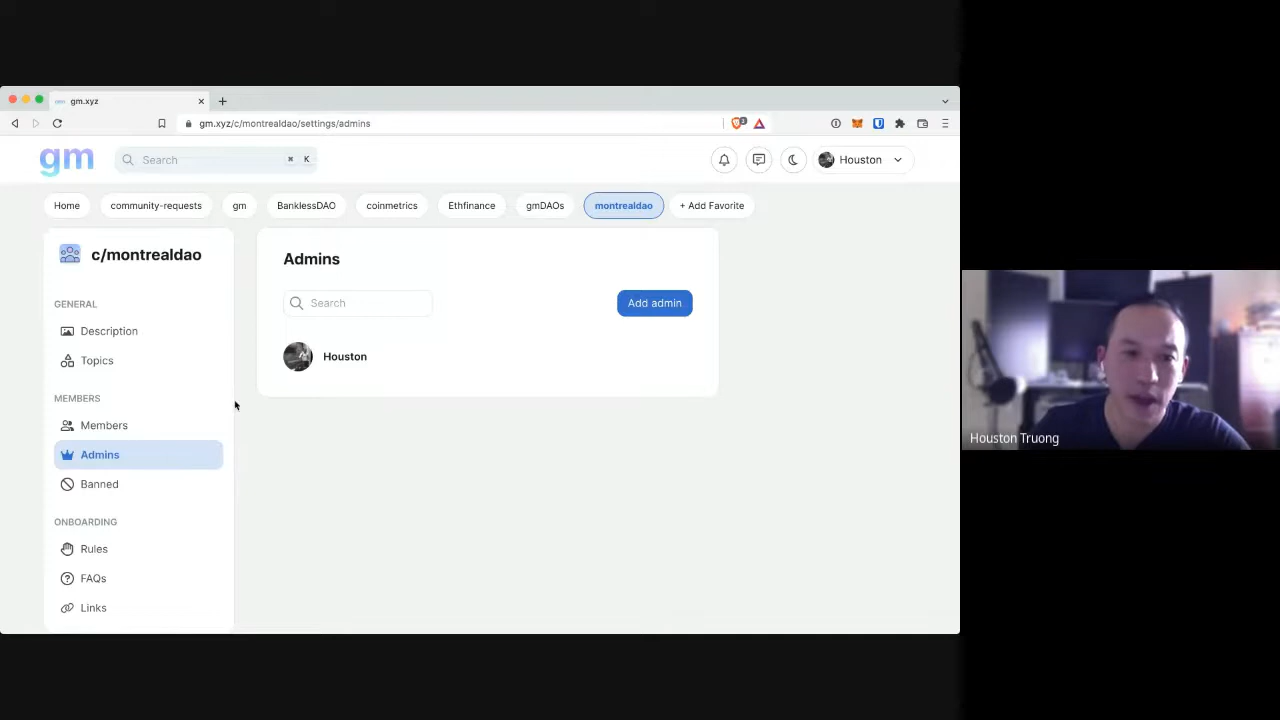 gm.xyz
gm.xyz/c/montrealdao/settings/admins
gm
Search
⌘ K
Houston
Home
community-requests
gm
BanklessDAO
coinmetrics
Ethfinance
gmDAOs
montrealdao
+ Add Favorite
c/montrealdao
GENERAL
Description
Topics
MEMBERS
Members
Admins
Banned
ONBOARDING
Rules
FAQs
Links
Admins
Search
Add admin
Houston
Houston Truong